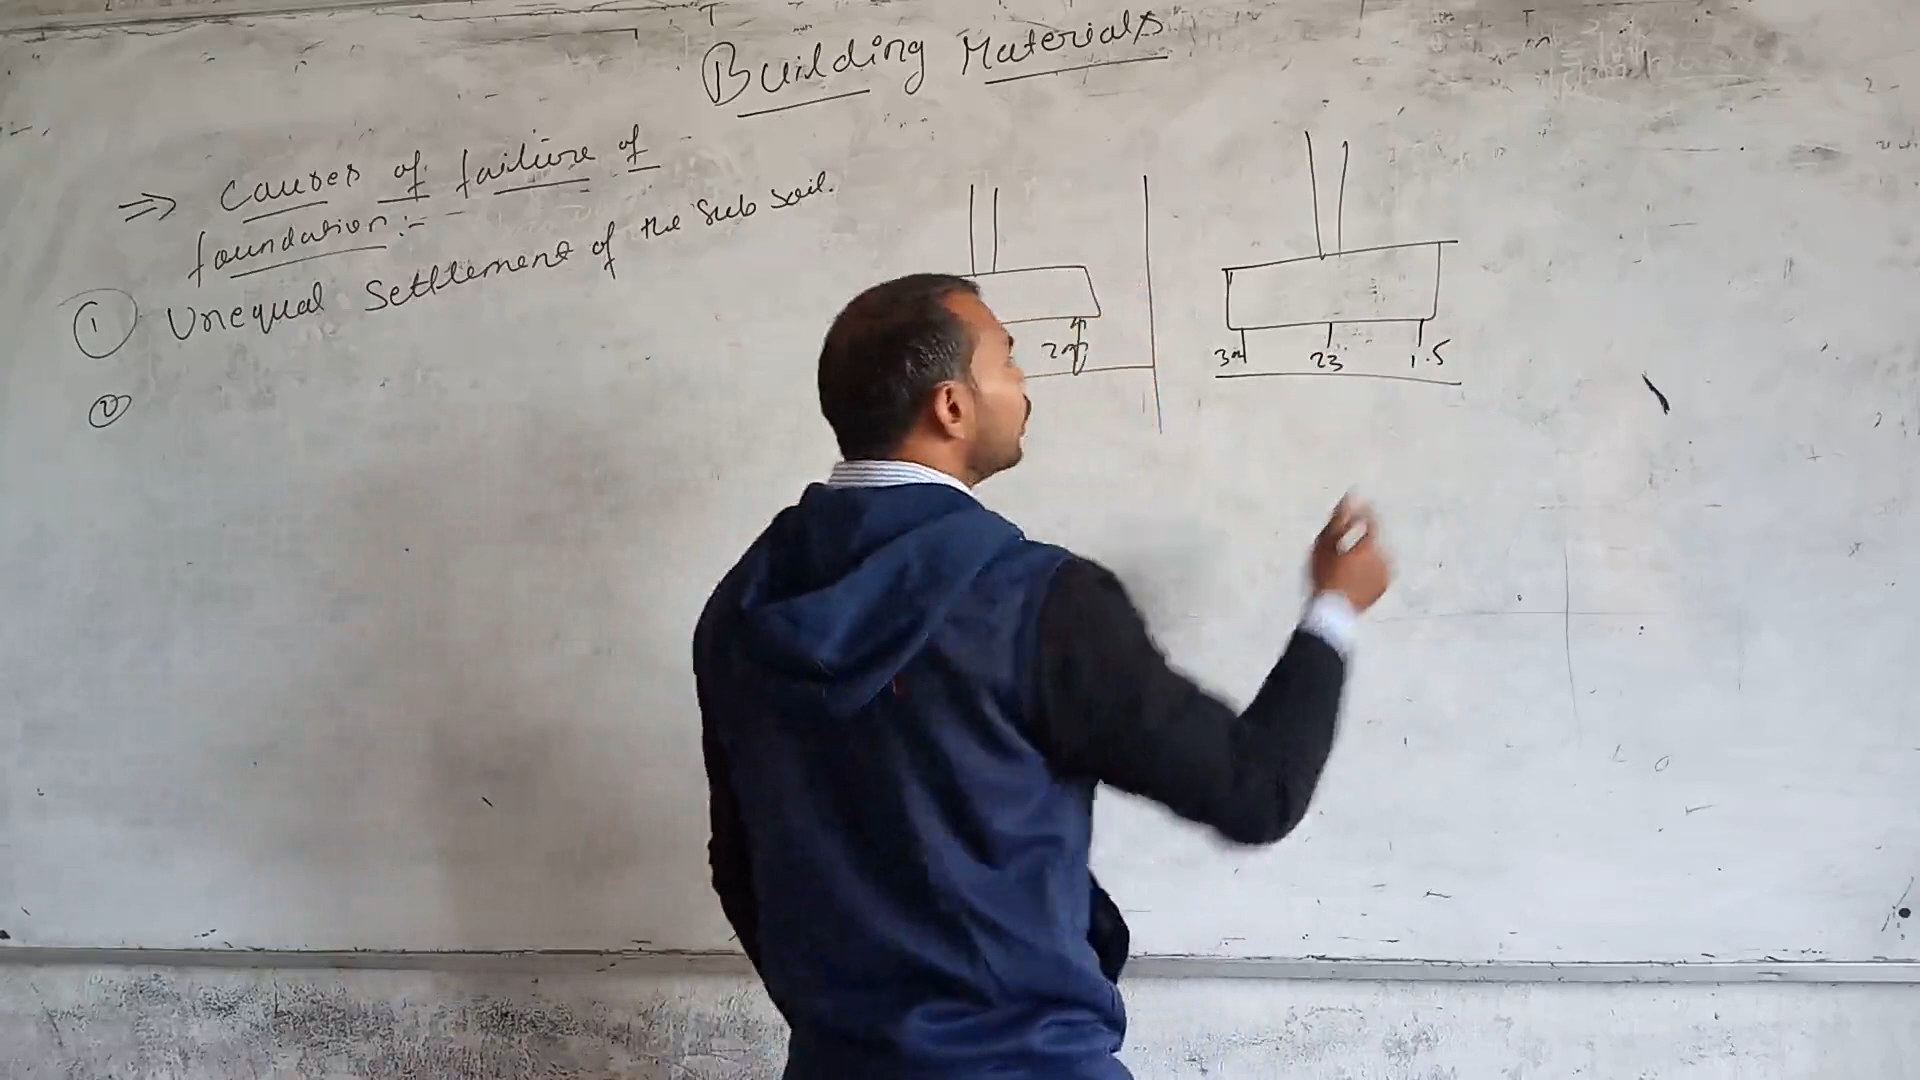 Building Materials
⇒ Causes of failure of
foundation :-
① Unequal Settlement of the Sub soil.
②
3m 23 1.5